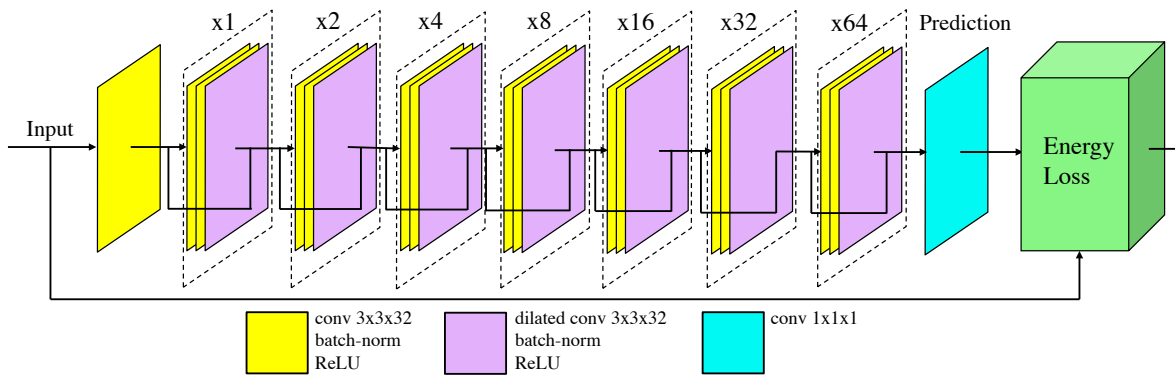 x1
x2
x4
x8
x16
x32
x64
Prediction
Input
Energy
Loss
conv 3x3x32
batch-norm
ReLU
dilated conv 3x3x32
batch-norm
ReLU
conv 1x1x1